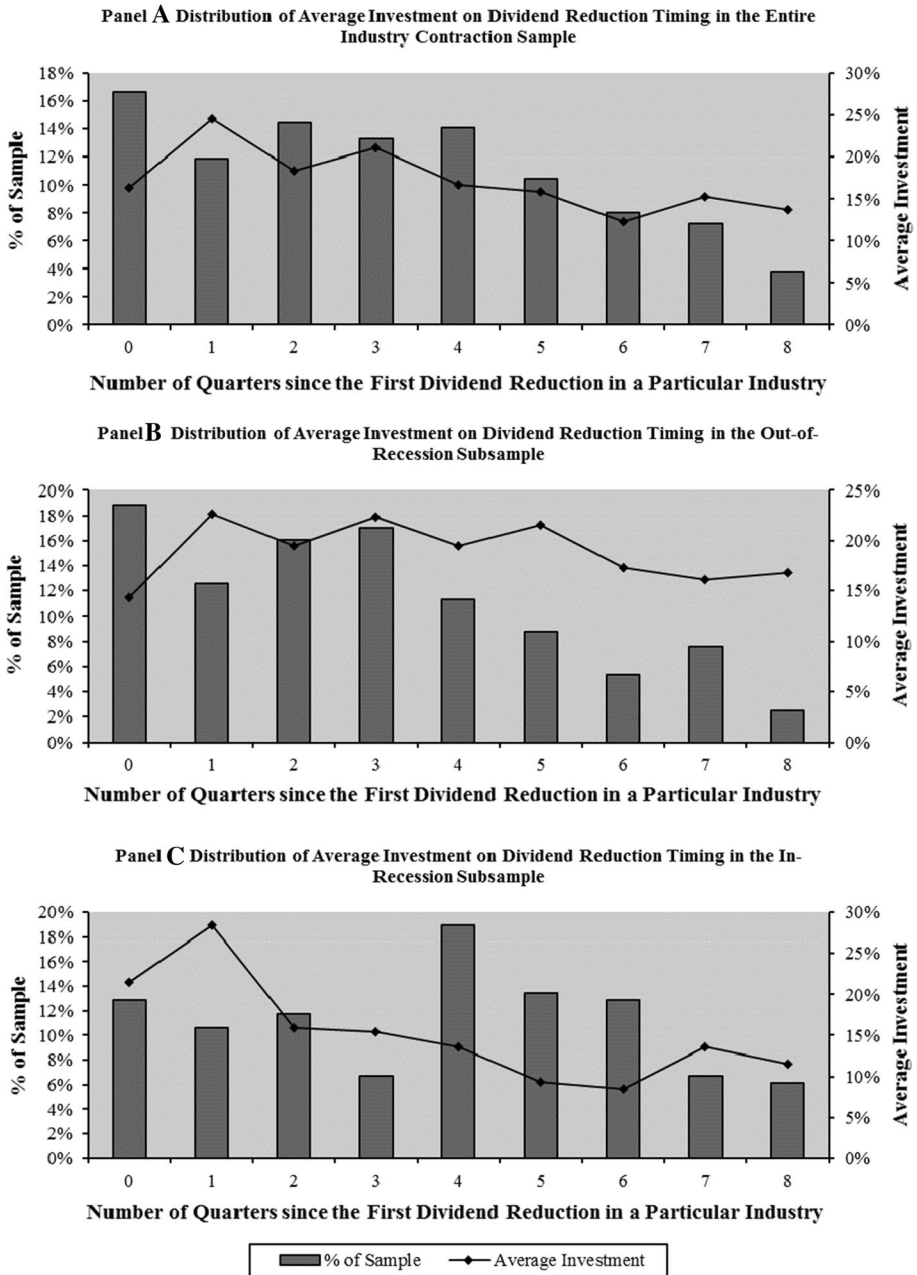 Panel A Distribution of Average Investment on Dividend Reduction Timing in the Entire
Industry Contraction Sample
18%
16%
14%
12%
10%
8%
6%
4%
2%
0%
% of Sample
30%
25%
20%
15%
10%
5%
0%
Average Investment
0 1 2 3 4 5 6 7 8
Number of Quarters since the First Dividend Reduction in a Particular Industry
Panel B Distribution of Average Investment on Dividend Reduction Timing in the Out-of-
Recession Subsample
20%
18%
16%
14%
12%
10%
8%
6%
4%
2%
0%
% of Sample
25%
20%
15%
10%
5%
0%
Average Investment
0 1 2 3 4 5 6 7 8
Number of Quarters since the First Dividend Reduction in a Particular Industry
Panel C Distribution of Average Investment on Dividend Reduction Timing in the In-
Recession Subsample
20%
18%
16%
14%
12%
10%
8%
6%
4%
2%
0%
% of Sample
30%
25%
20%
15%
10%
5%
0%
Average Investment
0 1 2 3 4 5 6 7 8
Number of Quarters since the First Dividend Reduction in a Particular Industry
% of Sample Average Investment